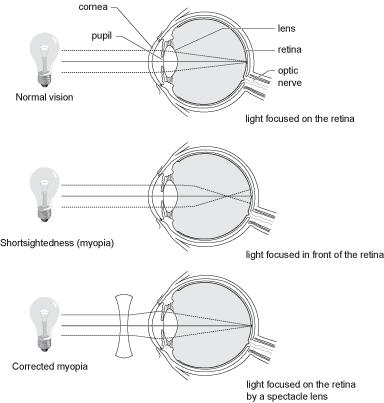 cornea
pupil
lens
retina
optic
nerve
Normal vision
light focused on the retina
Shortsightedness (myopia)
light focused in front of the retina
Corrected myopia
light focused on the retina
by a spectacle lens